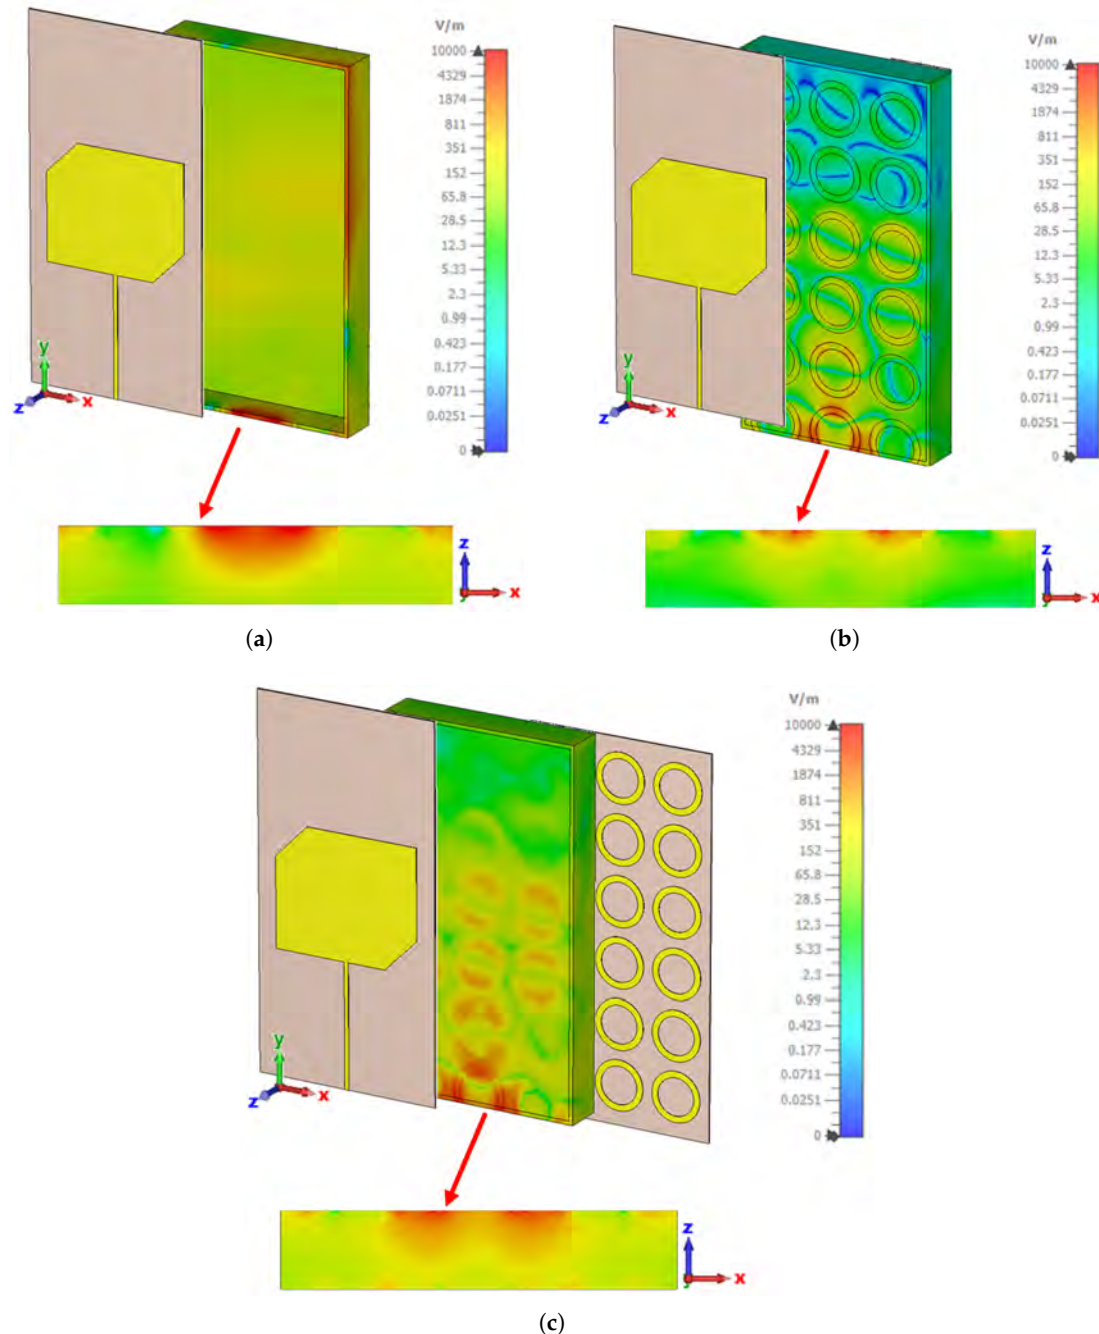 V/m
10000
4329
1874
811
351
152
65.8
28.5
12.3
5.33
2.3
0.99
0.423
0.177
0.0711
0.0251
0
y
z x
z
x
(a)
V/m
10000
4329
1874
811
351
152
65.8
28.5
12.3
5.33
2.3
0.99
0.423
0.177
0.0711
0.0251
0
y
z x
z
x
(b)
V/m
10000
4329
1874
811
351
152
65.8
28.5
12.3
5.33
2.3
0.99
0.423
0.177
0.0711
0.0251
0
y
z x
z
x
(c)